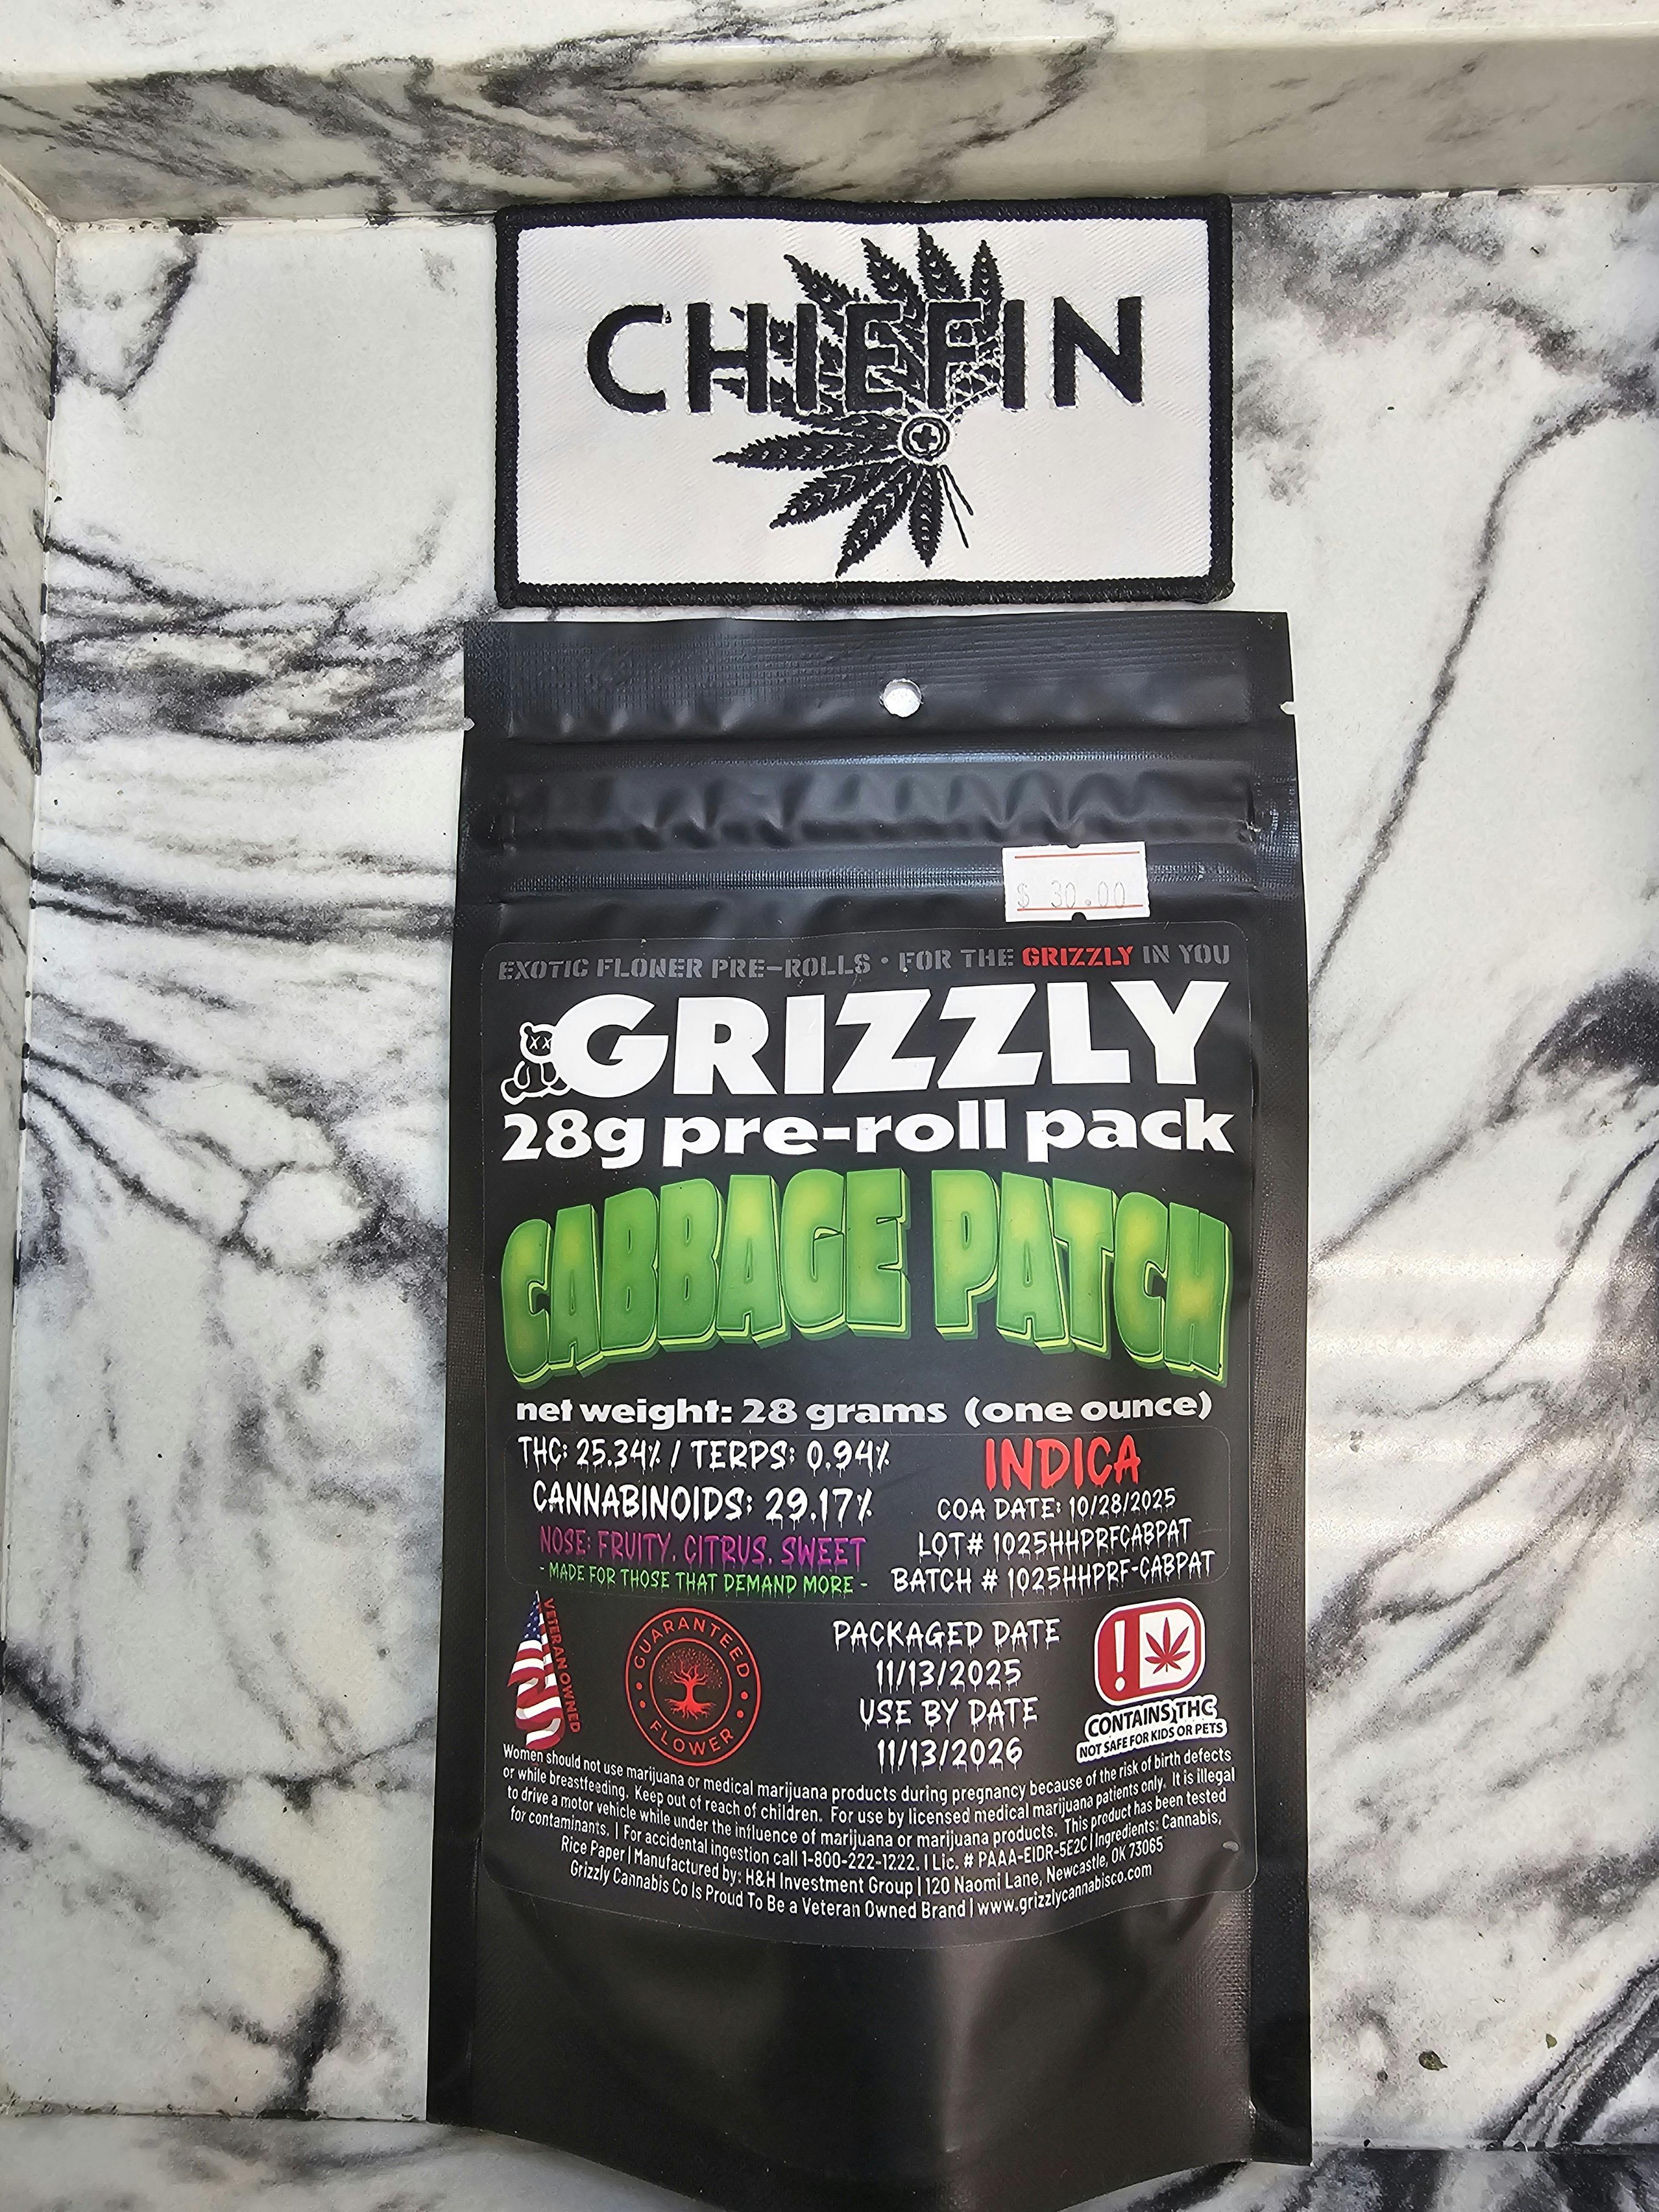 CHIEFIN
$ 30.00
EXOTIC FLOWER PRE-ROLLS • FOR THE GRIZZLY IN YOU
GRIZZLY
28g pre-roll pack
CABBAGE PATCH
net weight: 28 grams (one ounce)
THC: 25.34% / TERPS: 0.94%
CANNABINOIDS: 29.17%
NOSE: FRUITY, CITRUS, SWEET
- MADE FOR THOSE THAT DEMAND MORE -
INDICA
COA DATE: 10/28/2025
LOT# 1025HHPRFCABPAT
BATCH # 1025HHPRF-CABPAT
VETERAN OWNED
GUARANTEED
FLOWER
PACKAGED DATE
11/13/2025
USE BY DATE
11/13/2026
!
CONTAINS THC
NOT SAFE FOR KIDS OR PETS
Women should not use marijuana or medical marijuana products during pregnancy because of the risk of birth defects
or while breastfeeding. Keep out of reach of children. For use by licensed medical marijuana patients only. It is illegal
to drive a motor vehicle while under the influence of marijuana or marijuana products. This product has been tested
for contaminants. | For accidental ingestion call 1-800-222-1222. | Lic. # PAAA-EIDR-5E2C | Ingredients: Cannabis,
Rice Paper | Manufactured by: H&H Investment Group | 120 Naomi Lane, Newcastle, OK 73065
Grizzly Cannabis Co Is Proud To Be a Veteran Owned Brand | www.grizzlycannabisco.com